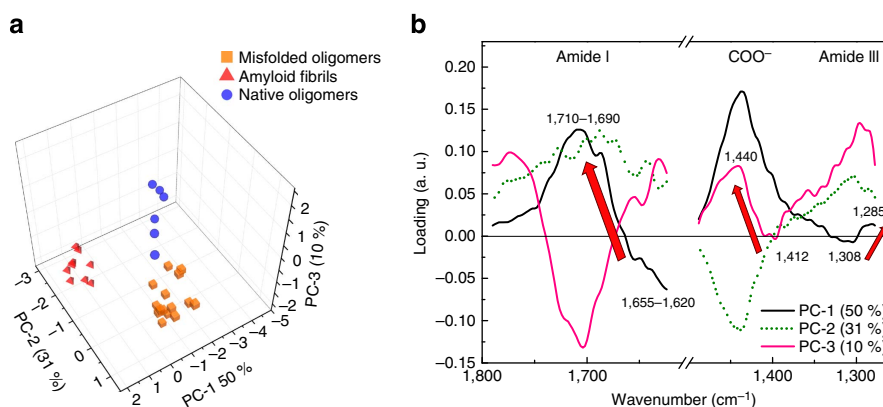 a
Misfolded oligomers
Amyloid fibrils
Native oligomers
2
1
0
−1
−2
PC-3 (10 %)
−3
−2
−1
0
1
PC-2 (31 %)
2
1
0
−1
−2
−3
−4
−5
PC-1 50 %
b
Amide I
COO⁻
Amide III
0.20
0.15
0.10
0.05
0.00
−0.05
−0.10
−0.15
Loading (a. u.)
1,710–1,690
1,440
1,285
1,412
1,308
1,655–1,620
PC-1 (50 %)
PC-2 (31 %)
PC-3 (10 %)
1,800
1,700
1,400
1,300
Wavenumber (cm⁻¹)